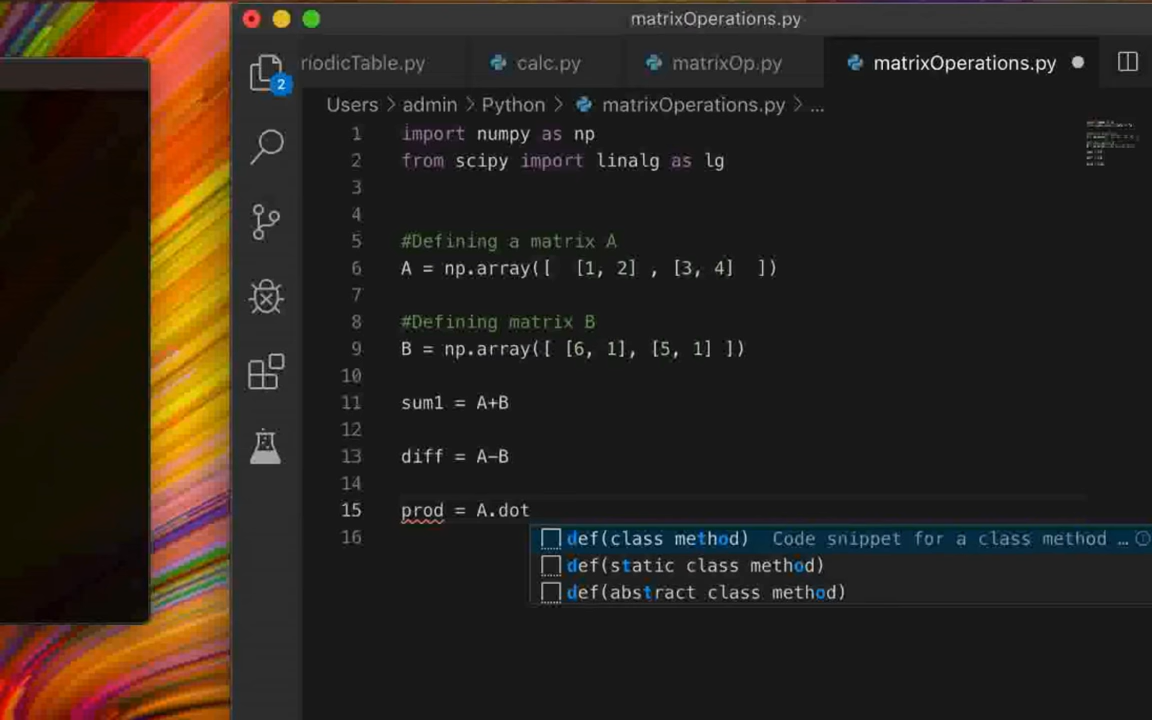 matrixOperations.py
riodicTable.py calc.py matrixOp.py matrixOperations.py
2
Users > admin > Python > matrixOperations.py > ...
1 import numpy as np
2 from scipy import linalg as lg
3
4
5 #Defining a matrix A
6 A = np.array([  [1, 2] , [3, 4]  ])
7
8 #Defining matrix B
9 B = np.array([ [6, 1], [5, 1] ])
10
11 sum1 = A+B
12
13 diff = A-B
14
15 prod = A.dot
16
def(class method) Code snippet for a class method …
def(static class method)
def(abstract class method)